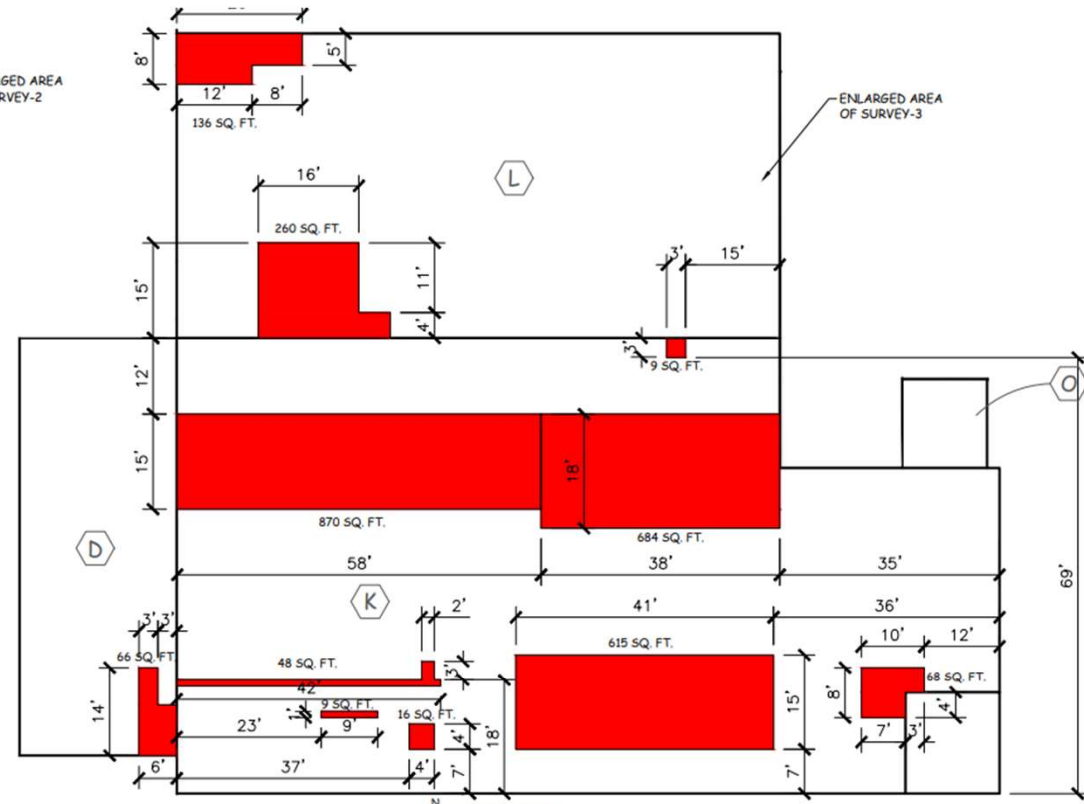 8'
5'
GED AREA
RVEY-2
12'
8'
136 SQ. FT.
ENLARGED AREA
OF SURVEY-3
L
16'
260 SQ. FT.
15'
11'
4'
3'
15'
3'
9 SQ. FT.
12'
O
15'
18'
870 SQ. FT.
684 SQ. FT.
D
58'
38'
35'
69'
K
2'
41'
36'
3'
3'
615 SQ. FT.
10'
12'
66 SQ. FT.
48 SQ. FT.
3'
68 SQ. FT.
42'
14'
9 SQ. FT.
16 SQ. FT.
1'
23'
9'
18'
15'
8'
4'
4'
7'
3'
6'
37'
4'
7'
7'